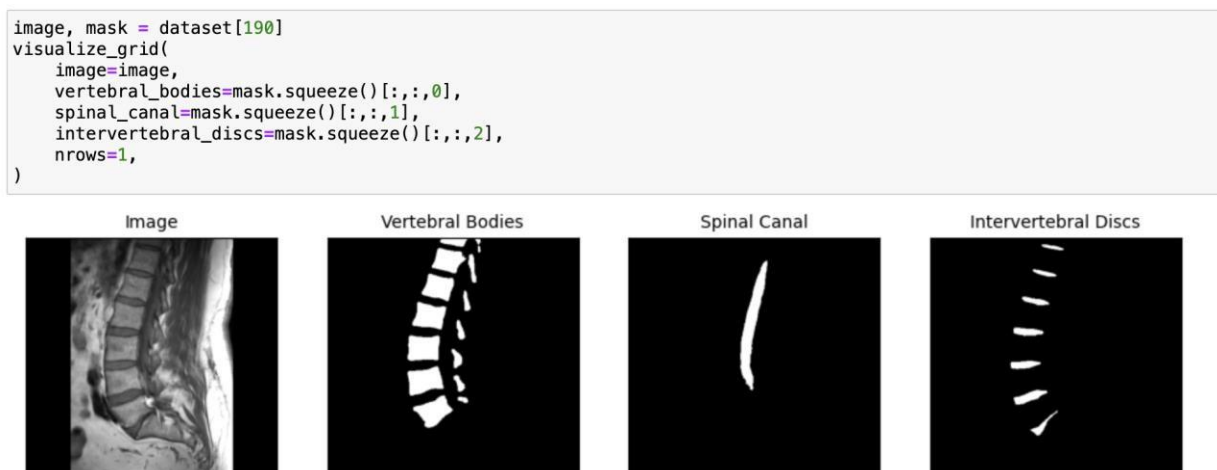 image, mask = dataset[190]
visualize_grid(
    image=image,
    vertebral_bodies=mask.squeeze()[:,:,0],
    spinal_canal=mask.squeeze()[:,:,1],
    intervertebral_discs=mask.squeeze()[:,:,2],
    nrows=1,
)
Image
Vertebral Bodies
Spinal Canal
Intervertebral Discs